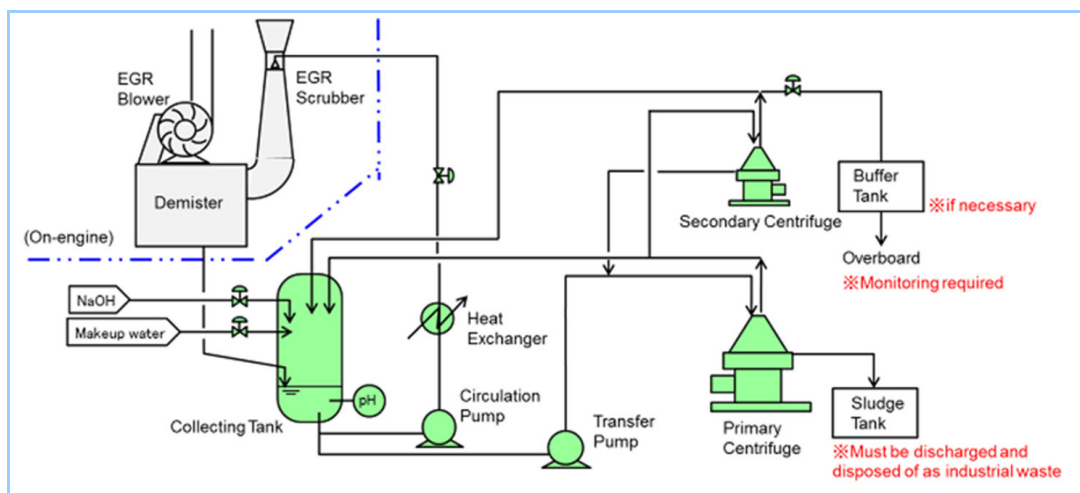 EGR
Blower
EGR
Scrubber
Demister
(On-engine)
NaOH
Makeup water
Collecting Tank
pH
Heat
Exchanger
Circulation
Pump
Transfer
Pump
Secondary Centrifuge
Primary
Centrifuge
Buffer
Tank
※if necessary
Overboard
※Monitoring required
Sludge
Tank
※Must be discharged and
disposed of as industrial waste